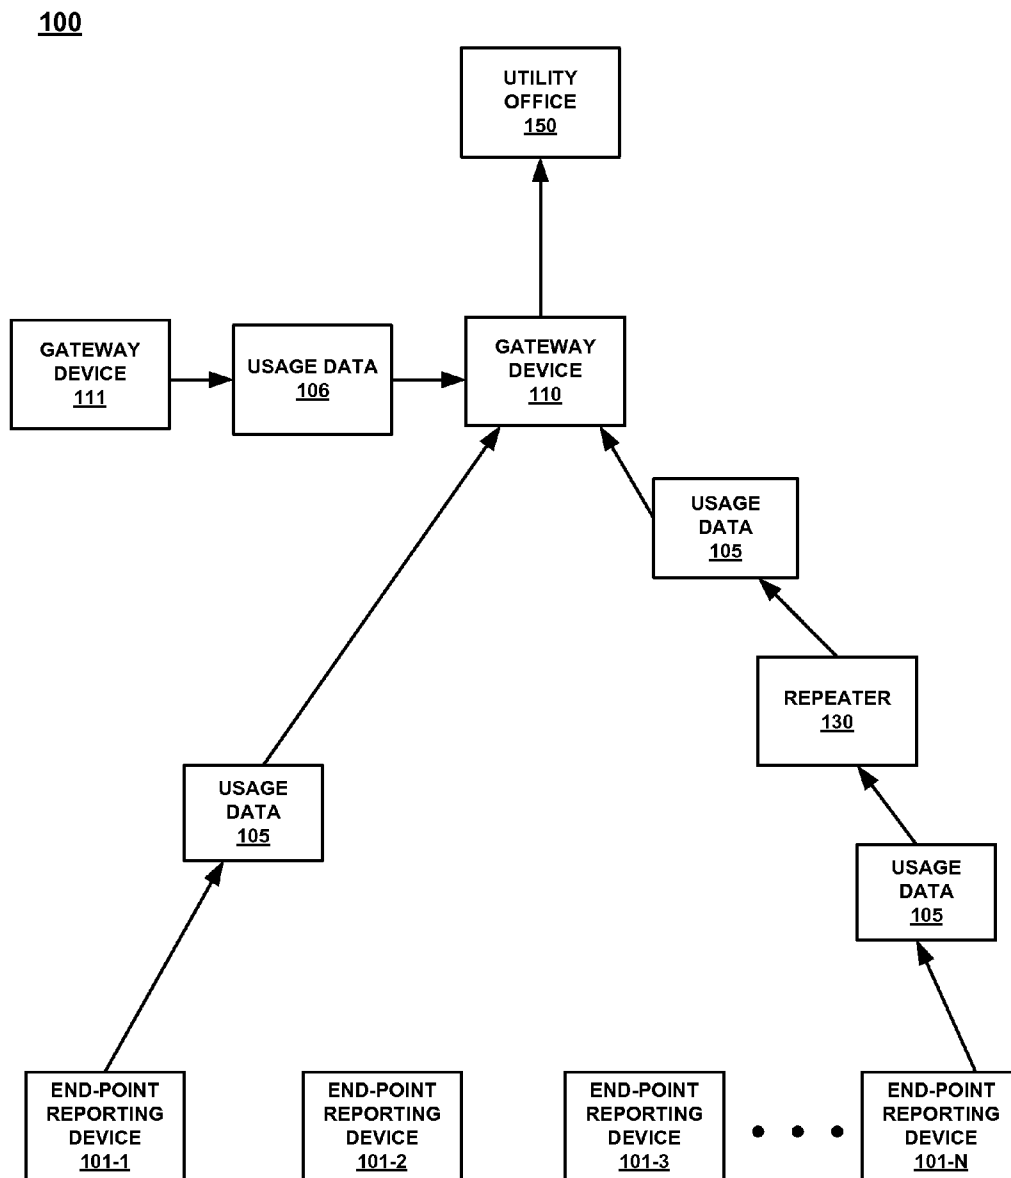 100
UTILITY
OFFICE
150
GATEWAY
DEVICE
111
USAGE DATA
106
GATEWAY
DEVICE
110
USAGE
DATA
105
REPEATER
130
USAGE
DATA
105
USAGE
DATA
105
END-POINT
REPORTING
DEVICE
101-1
END-POINT
REPORTING
DEVICE
101-2
END-POINT
REPORTING
DEVICE
101-3
END-POINT
REPORTING
DEVICE
101-N